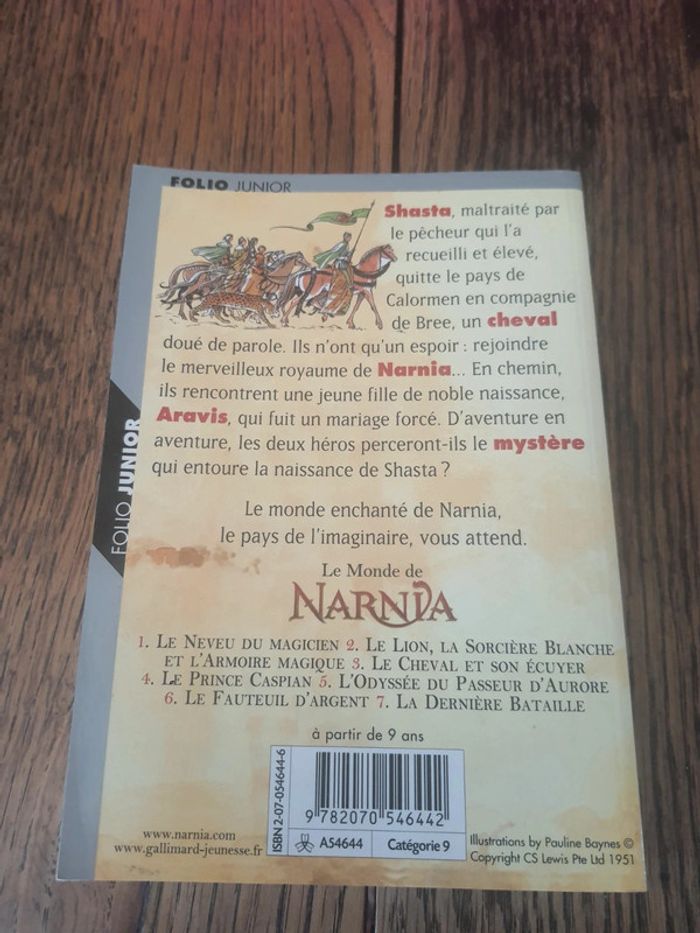 FOLIO JUNIOR
Shasta, maltraité par
le pêcheur qui l'a
recueilli et élevé,
quitte le pays de
Calormen en compagnie
de Bree, un cheval
doué de parole. Ils n'ont qu'un espoir : rejoindre
le merveilleux royaume de Narnia... En chemin,
ils rencontrent une jeune fille de noble naissance,
Aravis, qui fuit un mariage forcé. D'aventure en
aventure, les deux héros perceront-ils le mystère
qui entoure la naissance de Shasta ?
FOLIO JUNIOR
Le monde enchanté de Narnia,
le pays de l'imaginaire, vous attend.
Le Monde de
NARNIA
1. Le Neveu du magicien 2. Le Lion, la Sorcière Blanche
et l'Armoire magique 3. Le Cheval et son écuyer
4. Le Prince Caspian 5. L'Odyssée du Passeur d'Aurore
6. Le Fauteuil d'argent 7. La Dernière Bataille
à partir de 9 ans
ISBN 2-07-054644-6
9 782070 546442
A54644 Catégorie 9
www.narnia.com
www.gallimard-jeunesse.fr
Illustrations by Pauline Baynes ©
Copyright CS Lewis Pte Ltd 1951